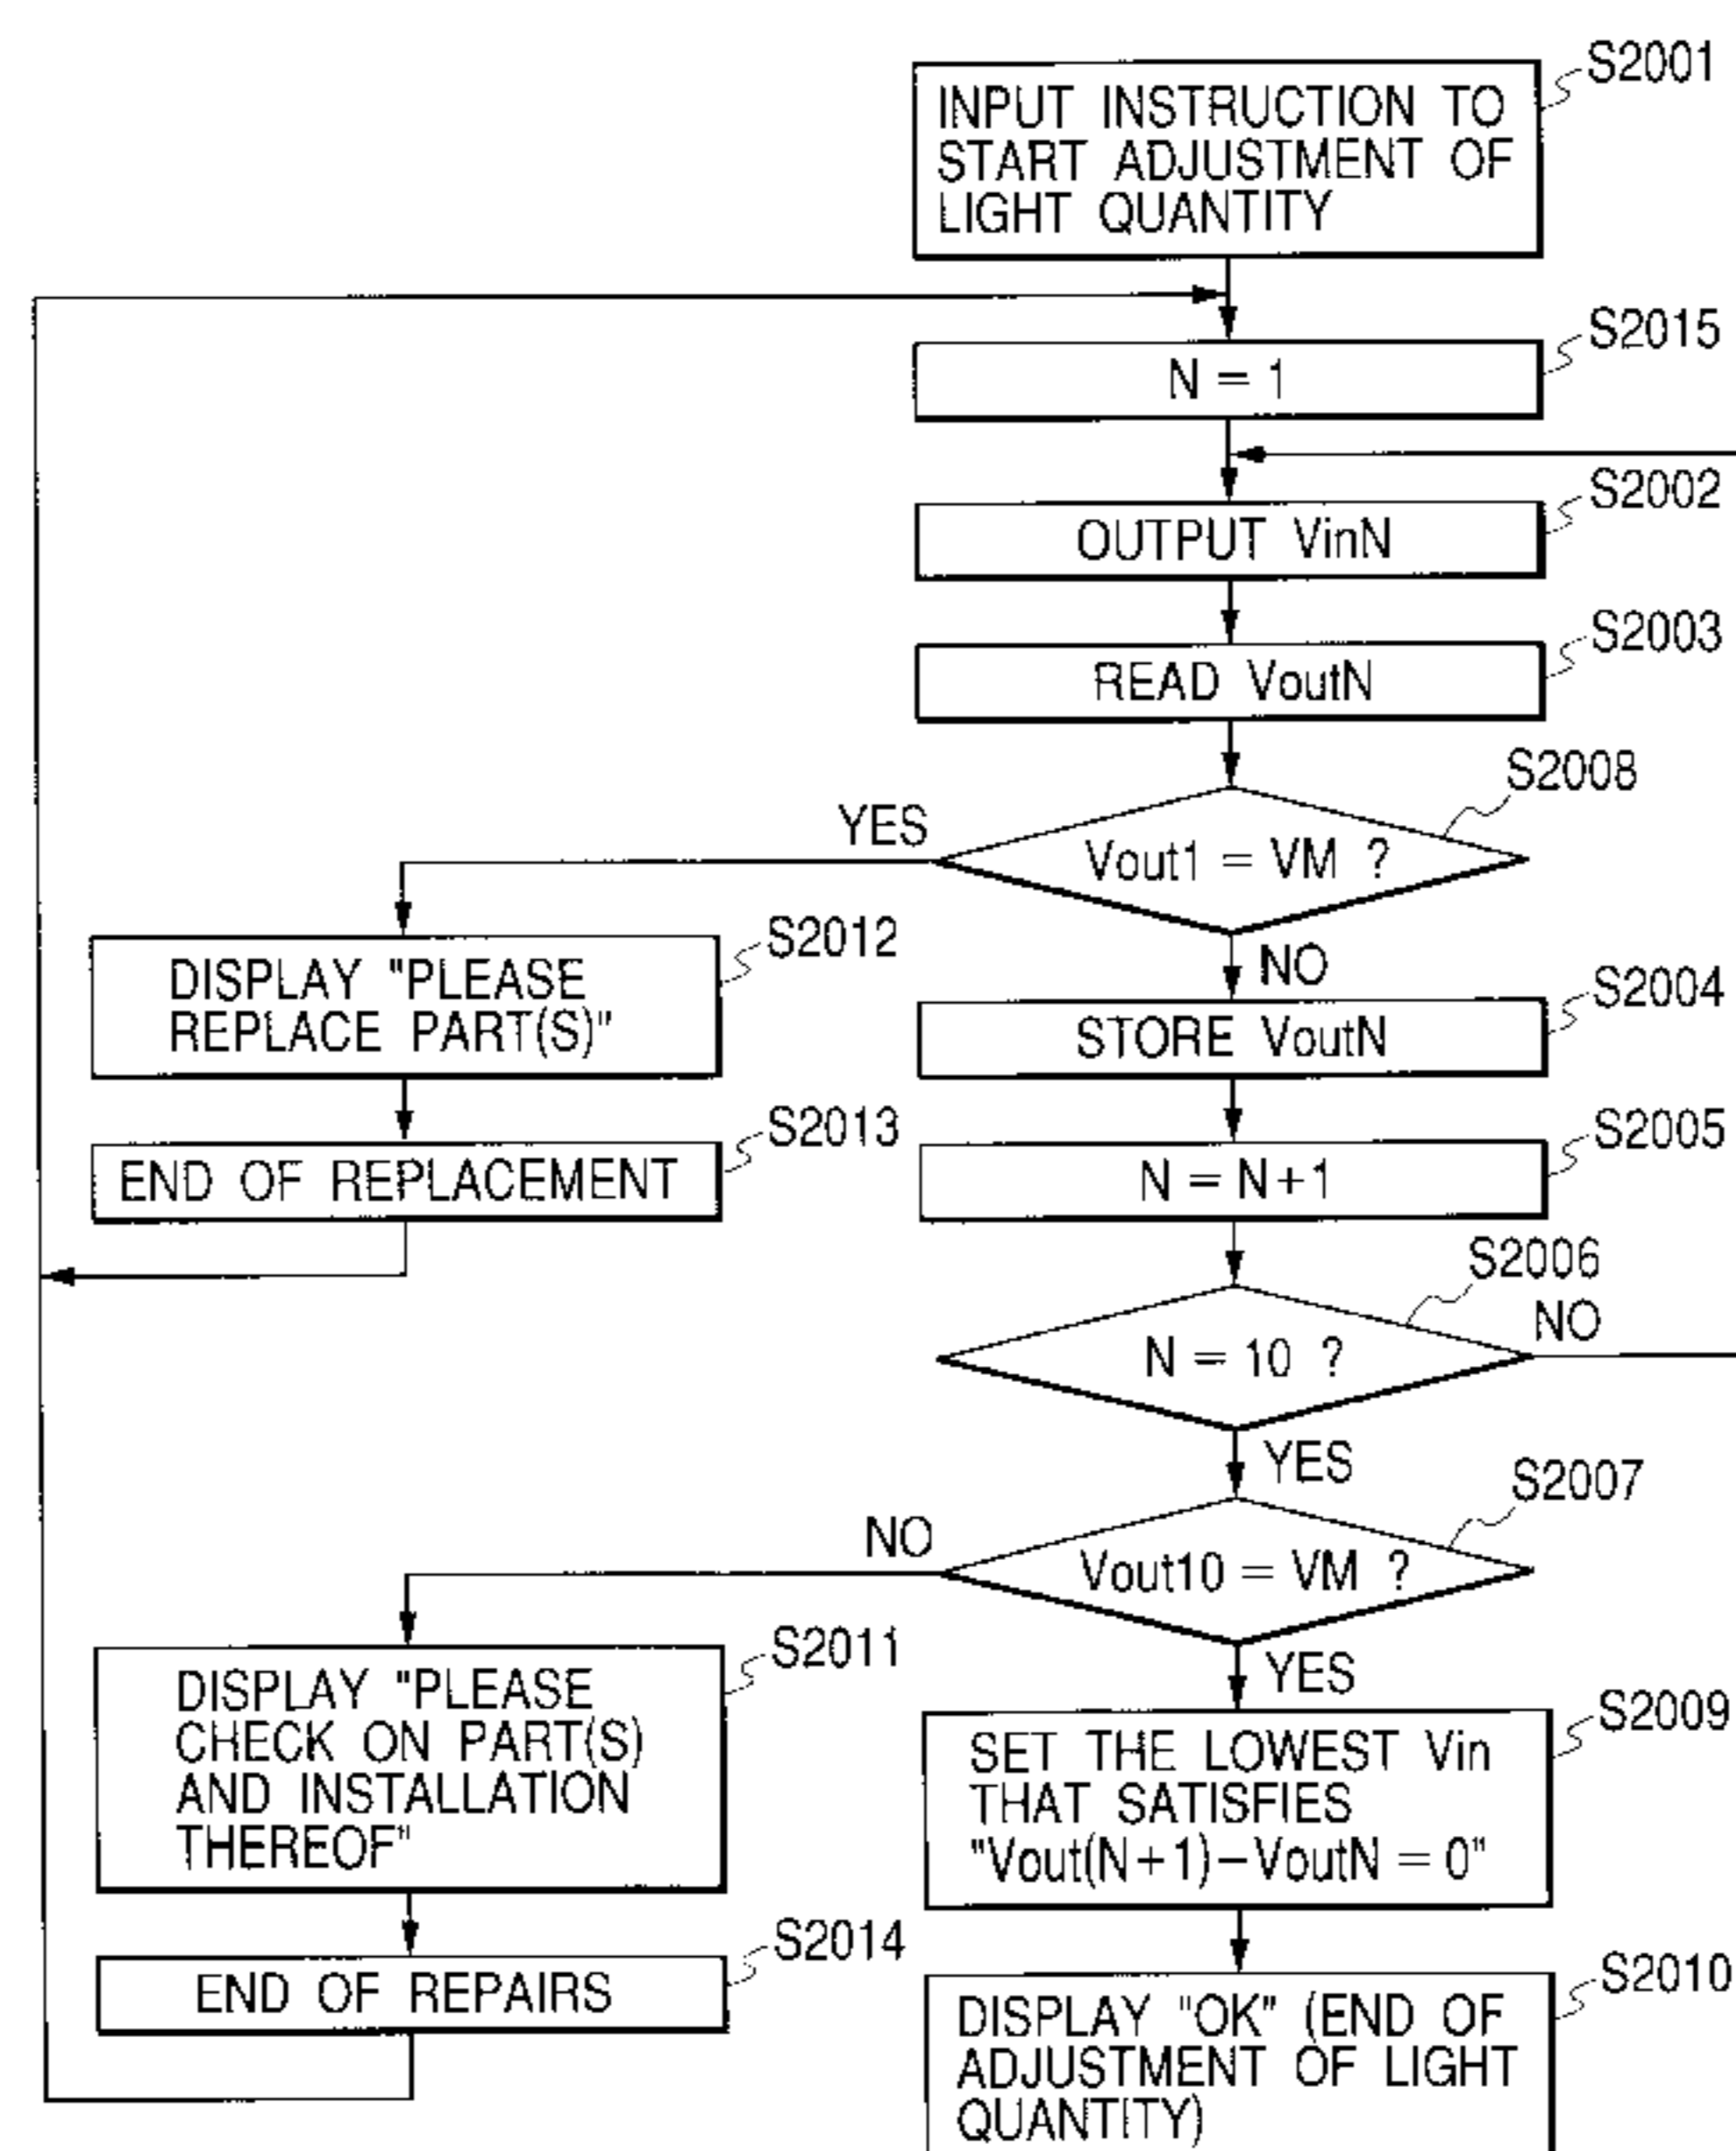 S2001
INPUT INSTRUCTION TO
START ADJUSTMENT OF
LIGHT QUANTITY
S2015
N = 1
S2002
OUTPUT VinN
S2003
READ VoutN
S2008
YES
Vout1 = VM ?
NO
S2012
DISPLAY "PLEASE
REPLACE PART(S)"
S2004
STORE VoutN
S2013
END OF REPLACEMENT
S2005
N = N+1
S2006
NO
N = 10 ?
YES
S2007
NO
Vout10 = VM ?
YES
S2011
DISPLAY "PLEASE
CHECK ON PART(S)
AND INSTALLATION
THEREOF"
S2009
SET THE LOWEST Vin
THAT SATISFIES
"Vout(N+1)−VoutN = 0"
S2014
END OF REPAIRS
S2010
DISPLAY "OK" (END OF
ADJUSTMENT OF LIGHT
QUANTITY)